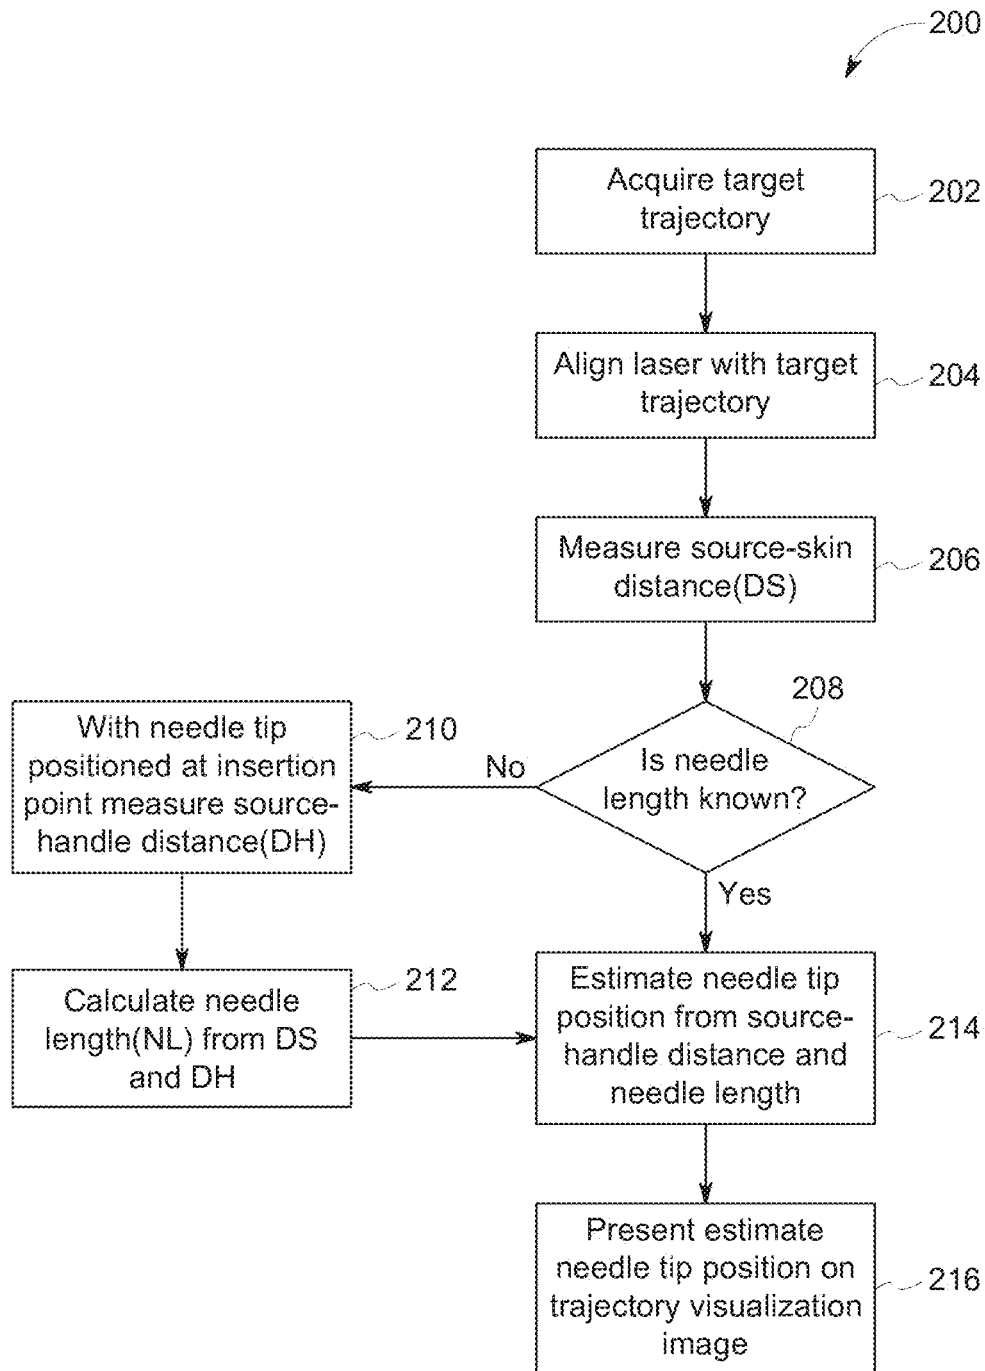 200
Acquire target
trajectory
202
Align laser with target
trajectory
204
Measure source-skin
distance(DS)
206
208
Is needle
length known?
No
Yes
With needle tip
positioned at insertion
point measure source-
handle distance(DH)
210
Calculate needle
length(NL) from DS
and DH
212
Estimate needle tip
position from source-
handle distance and
needle length
214
Present estimate
needle tip position on
trajectory visualization
image
216